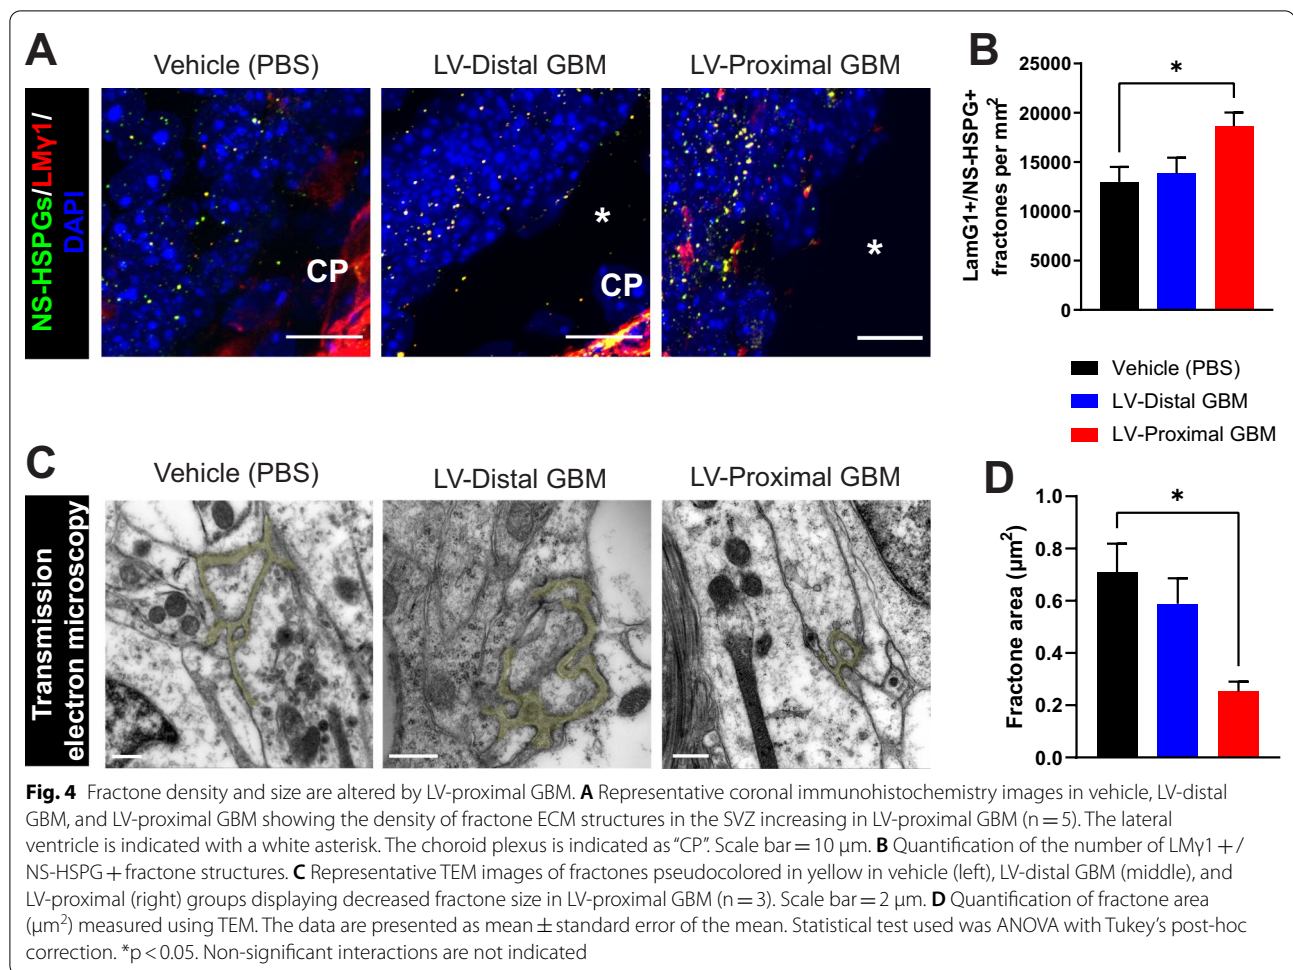 A
Vehicle (PBS)
LV-Distal GBM
LV-Proximal GBM
NS-HSPGs/LMγ1/
DAPI
CP
*
CP
*
B
LamG1+/NS-HSPG+
fractones per mm²
25000
20000
15000
10000
5000
0
*
Vehicle (PBS)
LV-Distal GBM
LV-Proximal GBM
C
Vehicle (PBS)
LV-Distal GBM
LV-Proximal GBM
Transmission
electron microscopy
D
Fractone area (µm²)
1.0
0.8
0.6
0.4
0.2
0.0
*
Fig. 4 Fractone density and size are altered by LV-proximal GBM. A Representative coronal immunohistochemistry images in vehicle, LV-distal
GBM, and LV-proximal GBM showing the density of fractone ECM structures in the SVZ increasing in LV-proximal GBM (n = 5). The lateral
ventricle is indicated with a white asterisk. The choroid plexus is indicated as “CP”. Scale bar = 10 µm. B Quantification of the number of LMγ1 + /
NS-HSPG + fractone structures. C Representative TEM images of fractones pseudocolored in yellow in vehicle (left), LV-distal GBM (middle), and
LV-proximal (right) groups displaying decreased fractone size in LV-proximal GBM (n = 3). Scale bar = 2 µm. D Quantification of fractone area
(µm²) measured using TEM. The data are presented as mean ± standard error of the mean. Statistical test used was ANOVA with Tukey’s post-hoc
correction. *p < 0.05. Non-significant interactions are not indicated